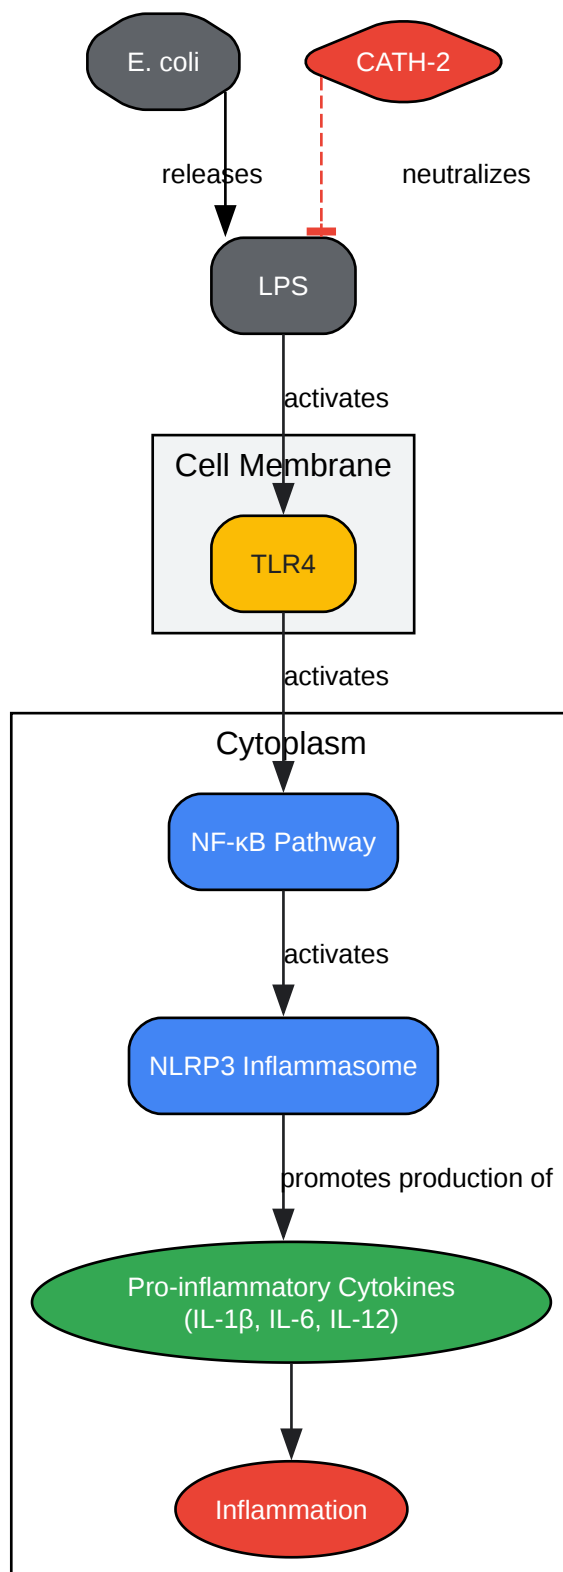 E. coli
CATH-2
releases
neutralizes
LPS
activates
Cell Membrane
TLR4
activates
Cytoplasm
NF-κB Pathway
activates
NLRP3 Inflammasome
promotes production of
Pro-inflammatory Cytokines
(IL-1β, IL-6, IL-12)
Inflammation